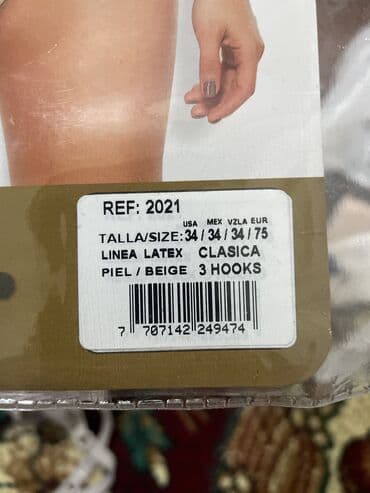 REF: 2021
USA MEX VZLA EUR
TALLA/SIZE: 34 / 34 / 34 / 75
LINEA LATEX CLASICA
PIEL / BEIGE 3 HOOKS
7 707142 249474